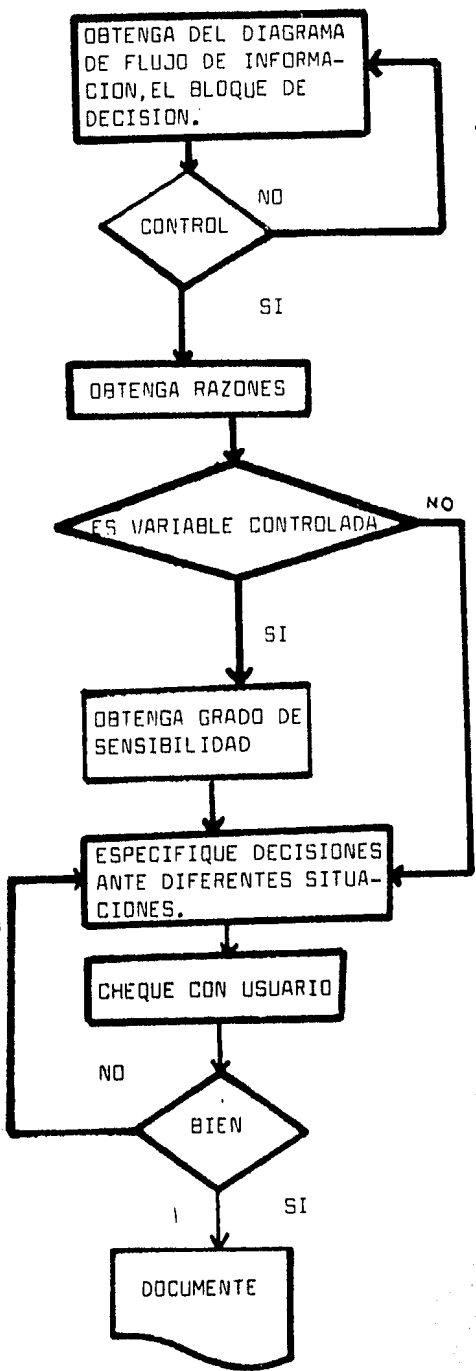 OBTENGA DEL DIAGRAMA
DE FLUJO DE INFORMA-
CION, EL BLOQUE DE
DECISION.
NO
CONTROL
SI
OBTENGA RAZONES
NO
ES VARIABLE CONTROLADA
SI
OBTENGA GRADO DE
SENSIBILIDAD
ESPECIFIQUE DECISIONES
ANTE DIFERENTES SITUA-
CIONES.
CHEQUE CON USUARIO
NO
BIEN
SI
DOCUMENTE